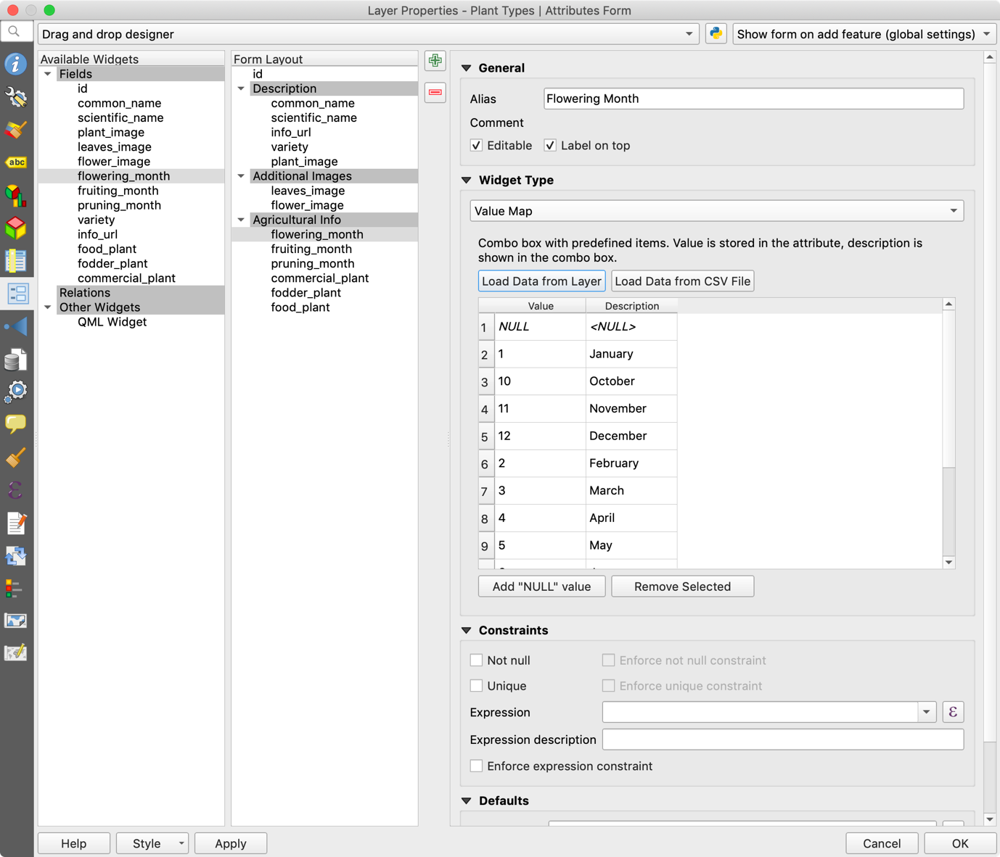 Layer Properties - Plant Types | Attributes Form
Drag and drop designer
Show form on add feature (global settings)
Available Widgets
Fields
id
common_name
scientific_name
plant_image
leaves_image
flower_image
flowering_month
fruiting_month
pruning_month
variety
info_url
food_plant
fodder_plant
commercial_plant
Relations
Other Widgets
QML Widget
Form Layout
id
Description
common_name
scientific_name
info_url
variety
plant_image
Additional Images
leaves_image
flower_image
Agricultural Info
flowering_month
fruiting_month
pruning_month
commercial_plant
fodder_plant
food_plant
abc
General
Alias Flowering Month
Comment
Editable Label on top
Widget Type
Value Map
Combo box with predefined items. Value is stored in the attribute, description is
shown in the combo box.
Load Data from Layer Load Data from CSV File
Value Description
1 NULL <NULL>
2 1 January
3 10 October
4 11 November
5 12 December
6 2 February
7 3 March
8 4 April
9 5 May
Add "NULL" value Remove Selected
Constraints
Not null Enforce not null constraint
Unique Enforce unique constraint
Expression ε
Expression description
Enforce expression constraint
Defaults
Help Style Apply Cancel OK